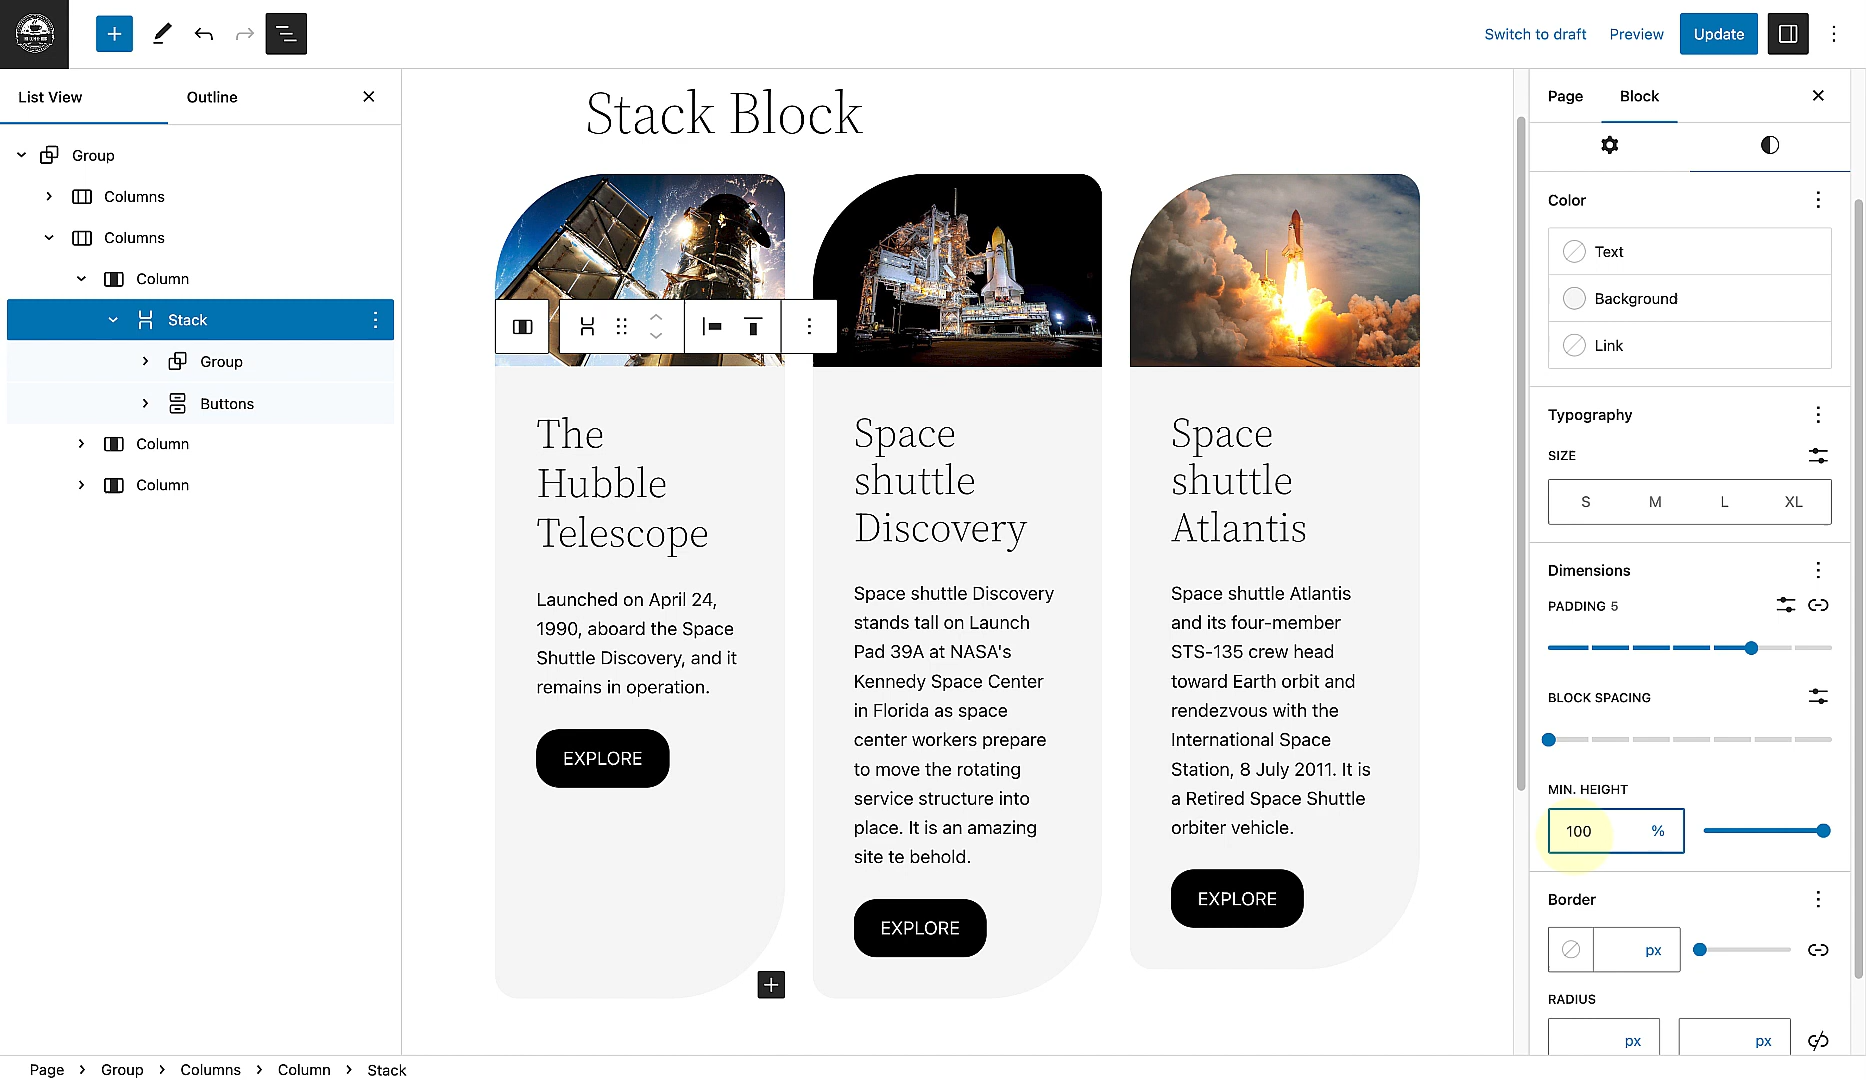 Switch to draft
Preview
Update
List View
Outline
Group
Columns
Columns
Column
Stack
Group
Buttons
Column
Column
Stack Block
The
Hubble
Telescope
Launched on April 24,
1990, aboard the Space
Shuttle Discovery, and it
remains in operation.
EXPLORE
Space
shuttle
Discovery
Space shuttle Discovery
stands tall on Launch
Pad 39A at NASA's
Kennedy Space Center
in Florida as space
center workers prepare
to move the rotating
service structure into
place. It is an amazing
site te behold.
EXPLORE
Space
shuttle
Atlantis
Space shuttle Atlantis
and its four-member
STS-135 crew head
toward Earth orbit and
rendezvous with the
International Space
Station, 8 July 2011. It is
a Retired Space Shuttle
orbiter vehicle.
EXPLORE
Page
Block
Color
Text
Background
Link
Typography
SIZE
S M L XL
Dimensions
PADDING 5
BLOCK SPACING
MIN. HEIGHT
100 %
Border
px
RADIUS
px px
Page > Group > Columns > Column > Stack